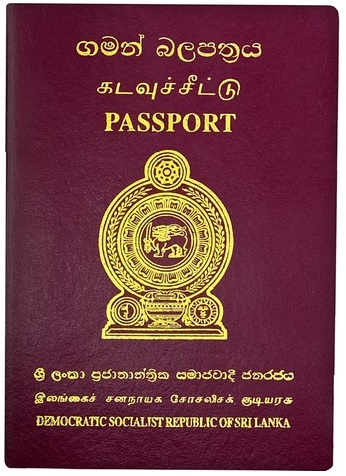 ගමන් බලපත්‍රය
கடவுச்சீட்டு
PASSPORT
ශ්‍රී ලංකා ප්‍රජාතාන්ත්‍රික සමාජවාදී ජනරජය
இலங்கைச் சனநாயக சோசலிசக் குடியரசு
DEMOCRATIC SOCIALIST REPUBLIC OF SRI LANKA